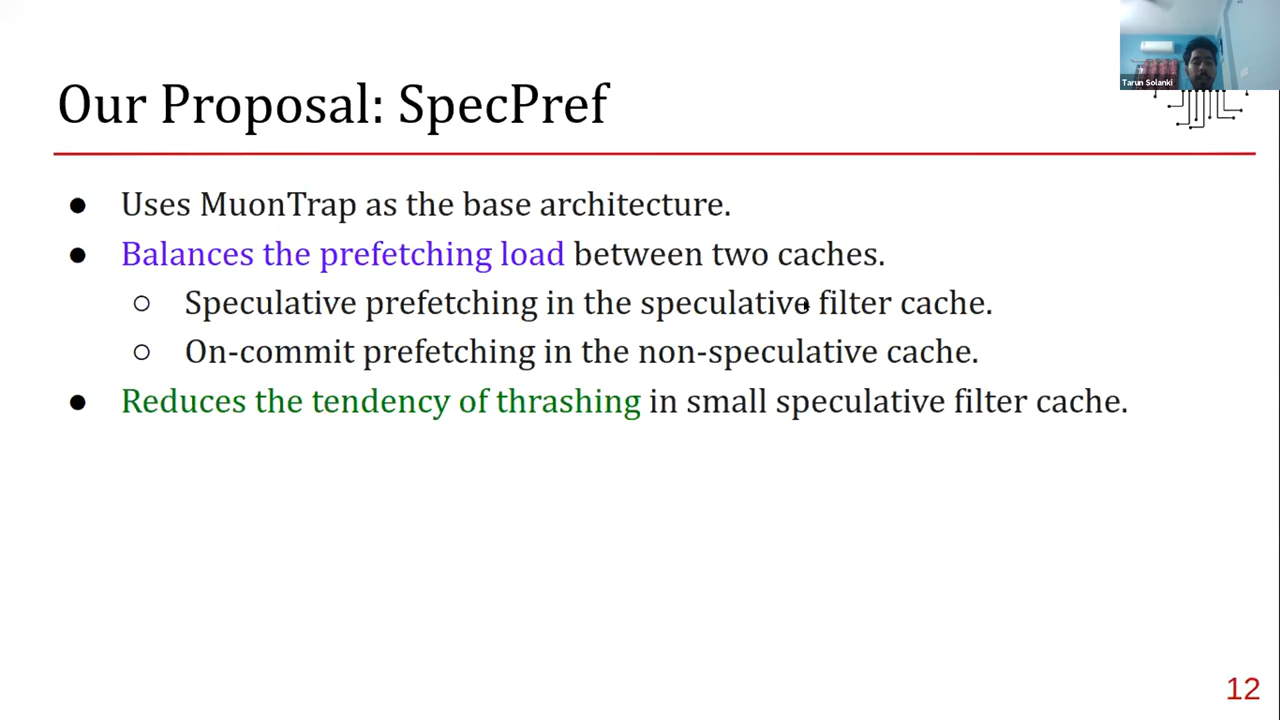 Tarun Solanki
Our Proposal: SpecPref
● Uses MuonTrap as the base architecture.
● Balances the prefetching load between two caches.
○ Speculative prefetching in the speculative filter cache.
○ On-commit prefetching in the non-speculative cache.
● Reduces the tendency of thrashing in small speculative filter cache.
12